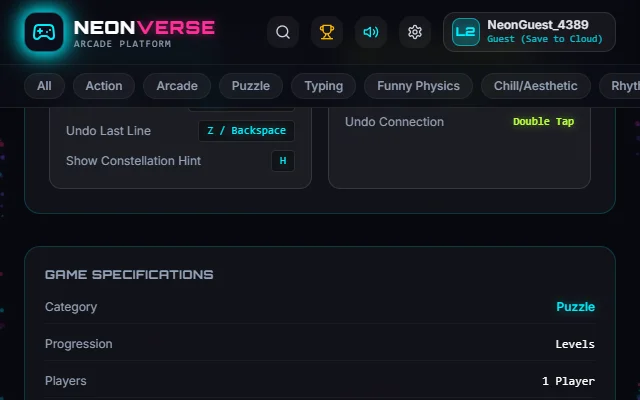 NEONVERSE
ARCADE PLATFORM
L2
NeonGuest_4389
Guest (Save to Cloud)
All
Action
Arcade
Puzzle
Typing
Funny Physics
Chill/Aesthetic
Undo Last Line
Z / Backspace
Show Constellation Hint
H
Undo Connection
Double Tap
GAME SPECIFICATIONS
Category
Puzzle
Progression
Levels
Players
1 Player